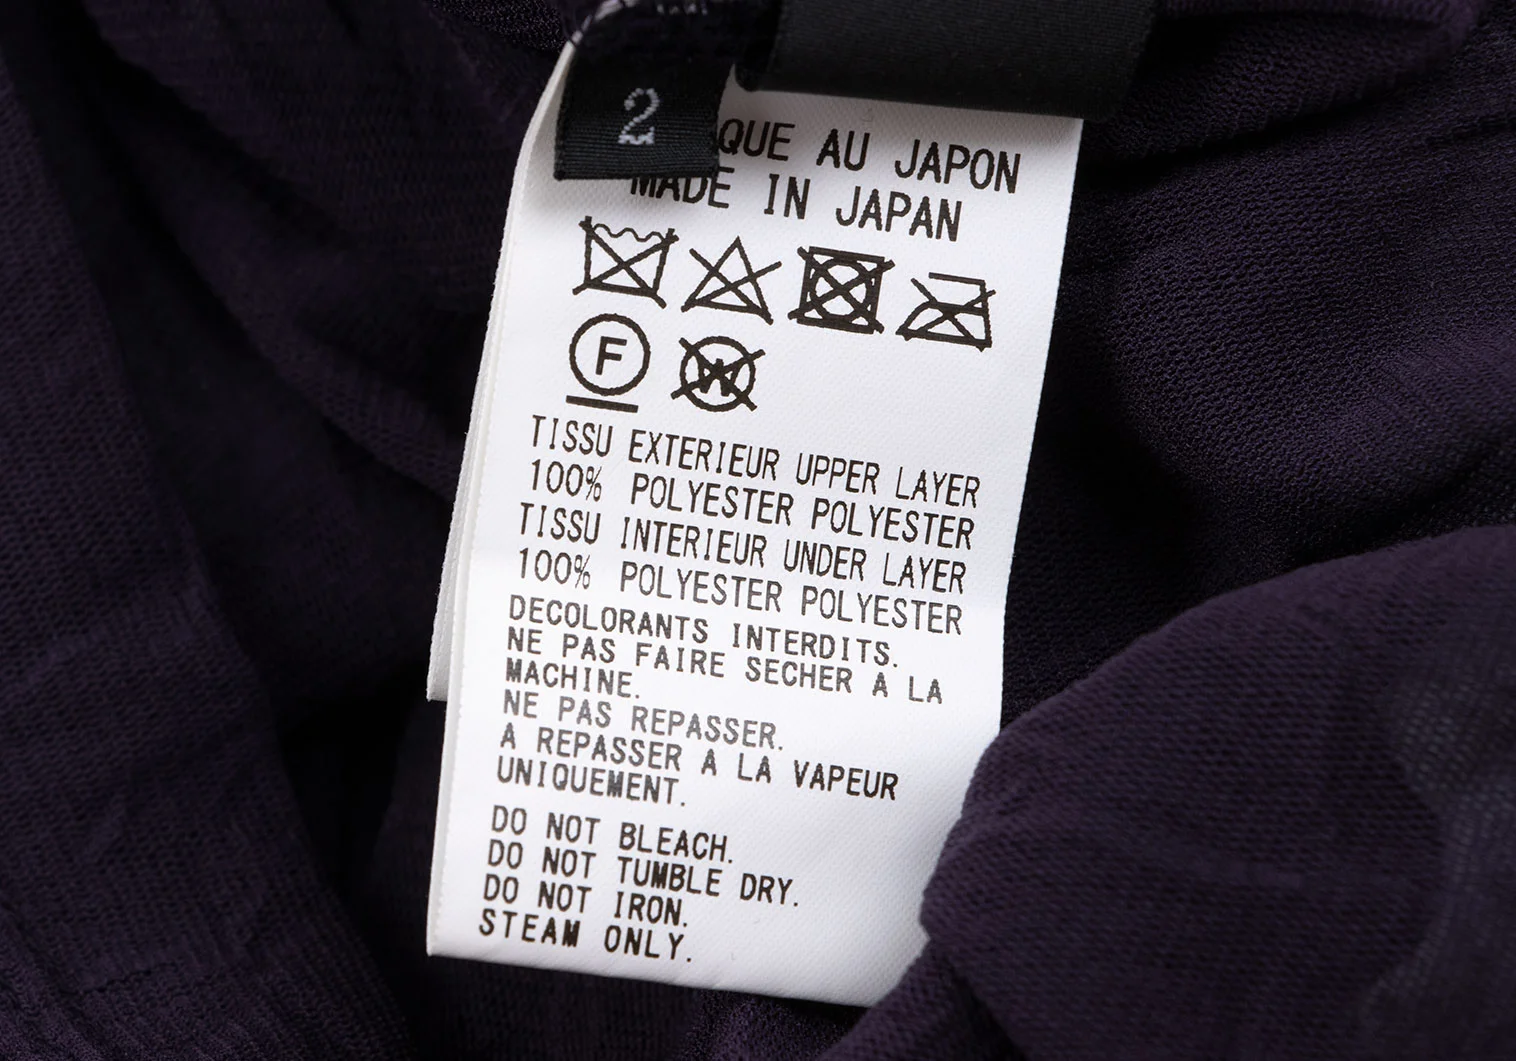 2
QUE AU JAPON
MADE IN JAPAN
F
W
TISSU EXTERIEUR UPPER LAYER
100% POLYESTER POLYESTER
TISSU INTERIEUR UNDER LAYER
100% POLYESTER POLYESTER
DECOLORANTS INTERDITS.
NE PAS FAIRE SECHER A LA
MACHINE.
NE PAS REPASSER.
A REPASSER A LA VAPEUR
UNIQUEMENT.
DO NOT BLEACH.
DO NOT TUMBLE DRY.
DO NOT IRON.
STEAM ONLY.